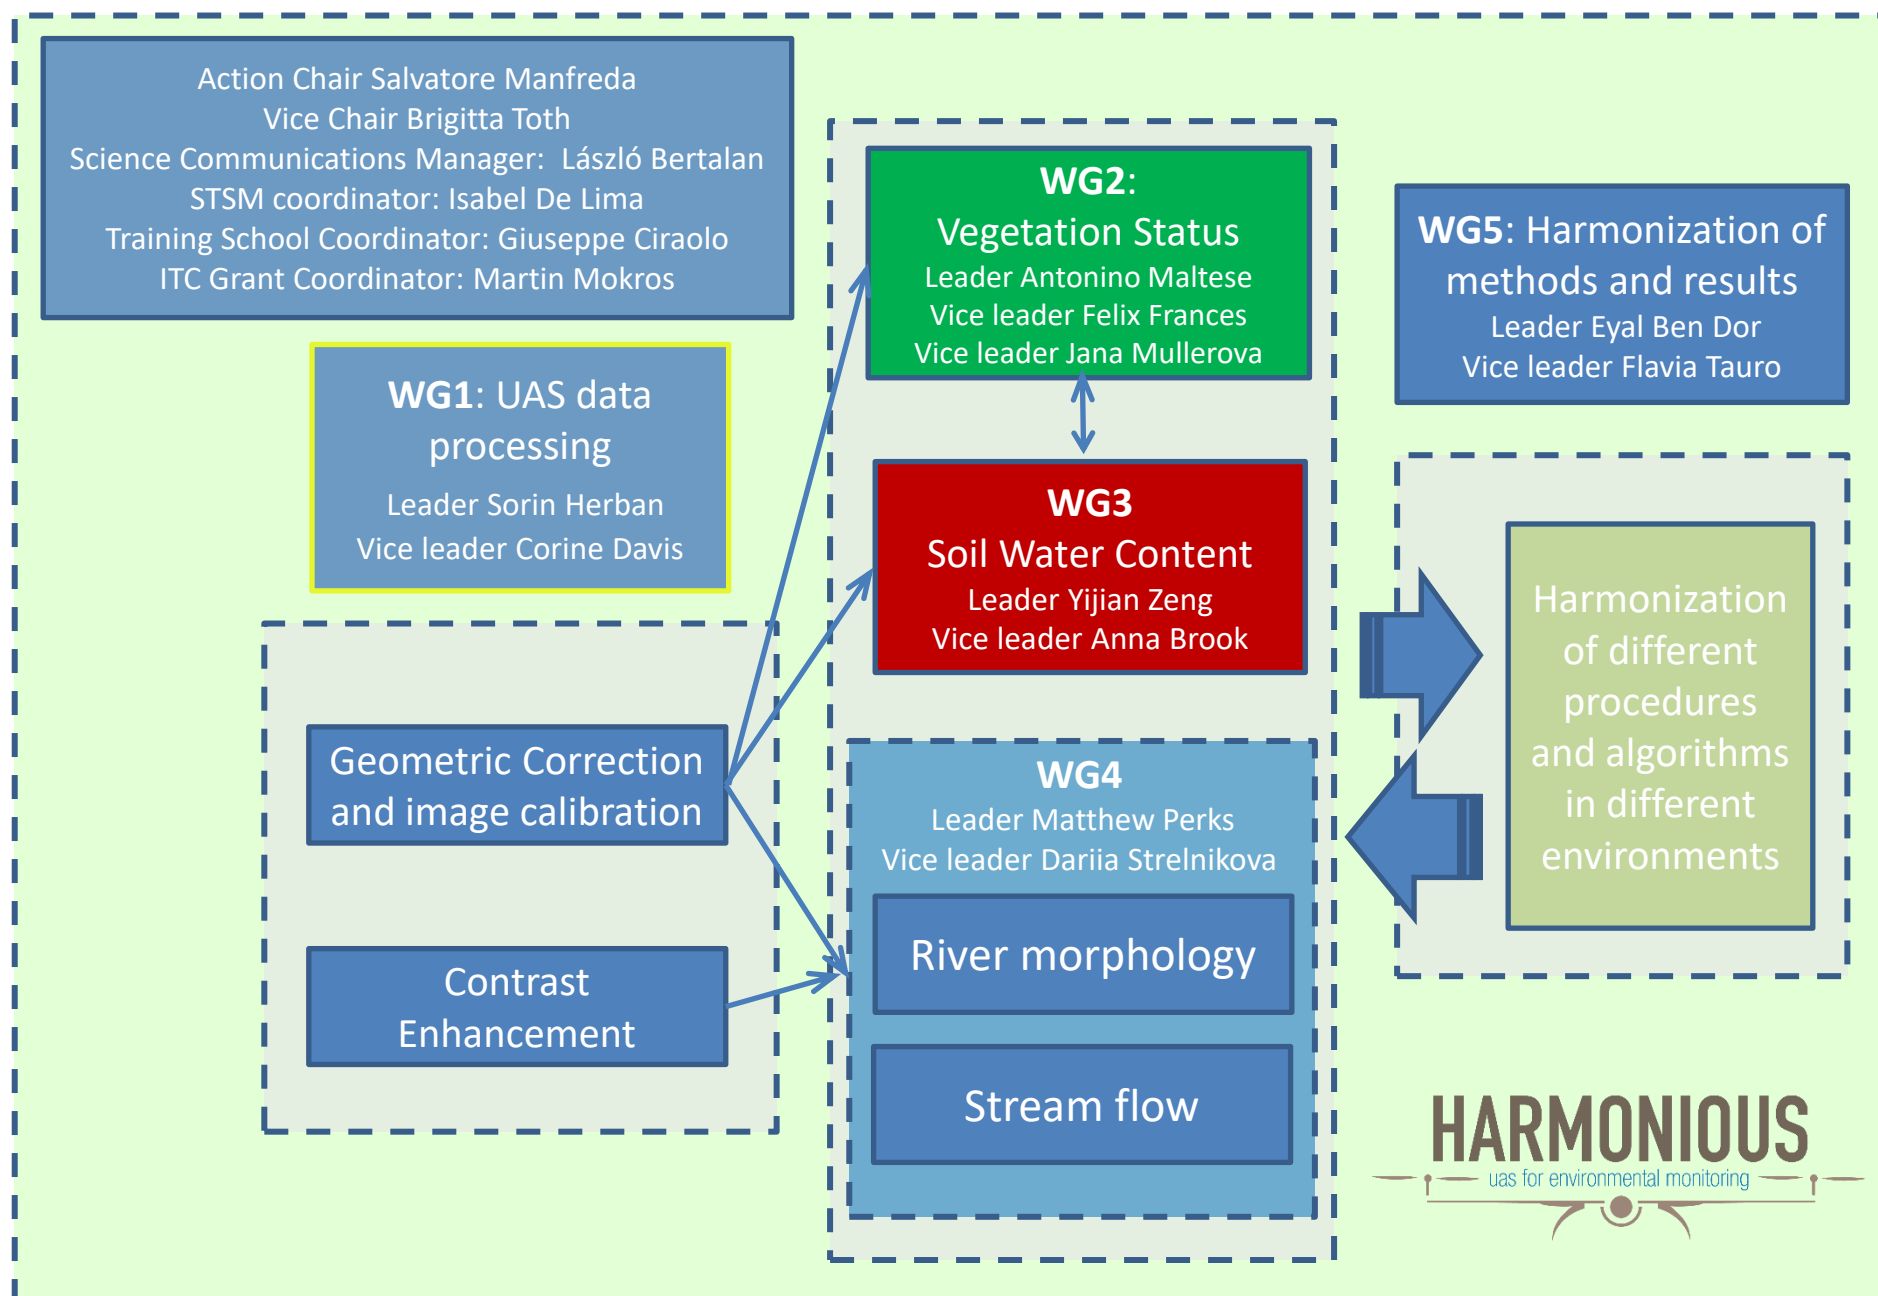 Action Chair Salvatore Manfreda
Vice Chair Brigitta Toth
Science Communications Manager:  László Bertalan
STSM coordinator: Isabel De Lima
Training School Coordinator: Giuseppe Ciraolo
ITC Grant Coordinator: Martin Mokros
WG1: UAS data
processing
Leader Sorin Herban
Vice leader Corine Davis
Geometric Correction
and image calibration
Contrast
Enhancement
WG2:
Vegetation Status
Leader Antonino Maltese
Vice leader Felix Frances
Vice leader Jana Mullerova
WG3
Soil Water Content
Leader Yijian Zeng
Vice leader Anna Brook
WG4
Leader Matthew Perks
Vice leader Dariia Strelnikova
River morphology
Stream flow
WG5: Harmonization of
methods and results
Leader Eyal Ben Dor
Vice leader Flavia Tauro
Harmonization
of different
procedures
and algorithms
in different
environments
HARMONIOUS
uas for environmental monitoring